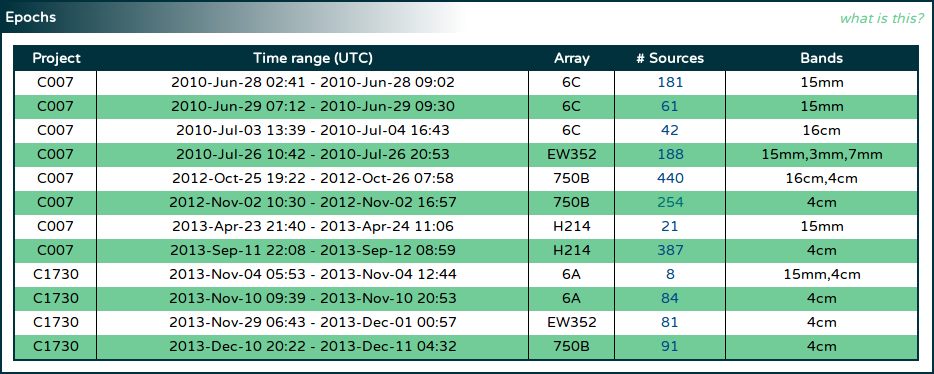 Epochs what is this?
Project Time range (UTC) Array # Sources Bands
C007 2010-Jun-28 02:41 - 2010-Jun-28 09:02 6C 181 15mm
C007 2010-Jun-29 07:12 - 2010-Jun-29 09:30 6C 61 15mm
C007 2010-Jul-03 13:39 - 2010-Jul-04 16:43 6C 42 16cm
C007 2010-Jul-26 10:42 - 2010-Jul-26 20:53 EW352 188 15mm,3mm,7mm
C007 2012-Oct-25 19:22 - 2012-Oct-26 07:58 750B 440 16cm,4cm
C007 2012-Nov-02 10:30 - 2012-Nov-02 16:57 750B 254 4cm
C007 2013-Apr-23 21:40 - 2013-Apr-24 11:06 H214 21 15mm
C007 2013-Sep-11 22:08 - 2013-Sep-12 08:59 H214 387 4cm
C1730 2013-Nov-04 05:53 - 2013-Nov-04 12:44 6A 8 15mm,4cm
C1730 2013-Nov-10 09:39 - 2013-Nov-10 20:53 6A 84 4cm
C1730 2013-Nov-29 06:43 - 2013-Dec-01 00:57 EW352 81 4cm
C1730 2013-Dec-10 20:22 - 2013-Dec-11 04:32 750B 91 4cm